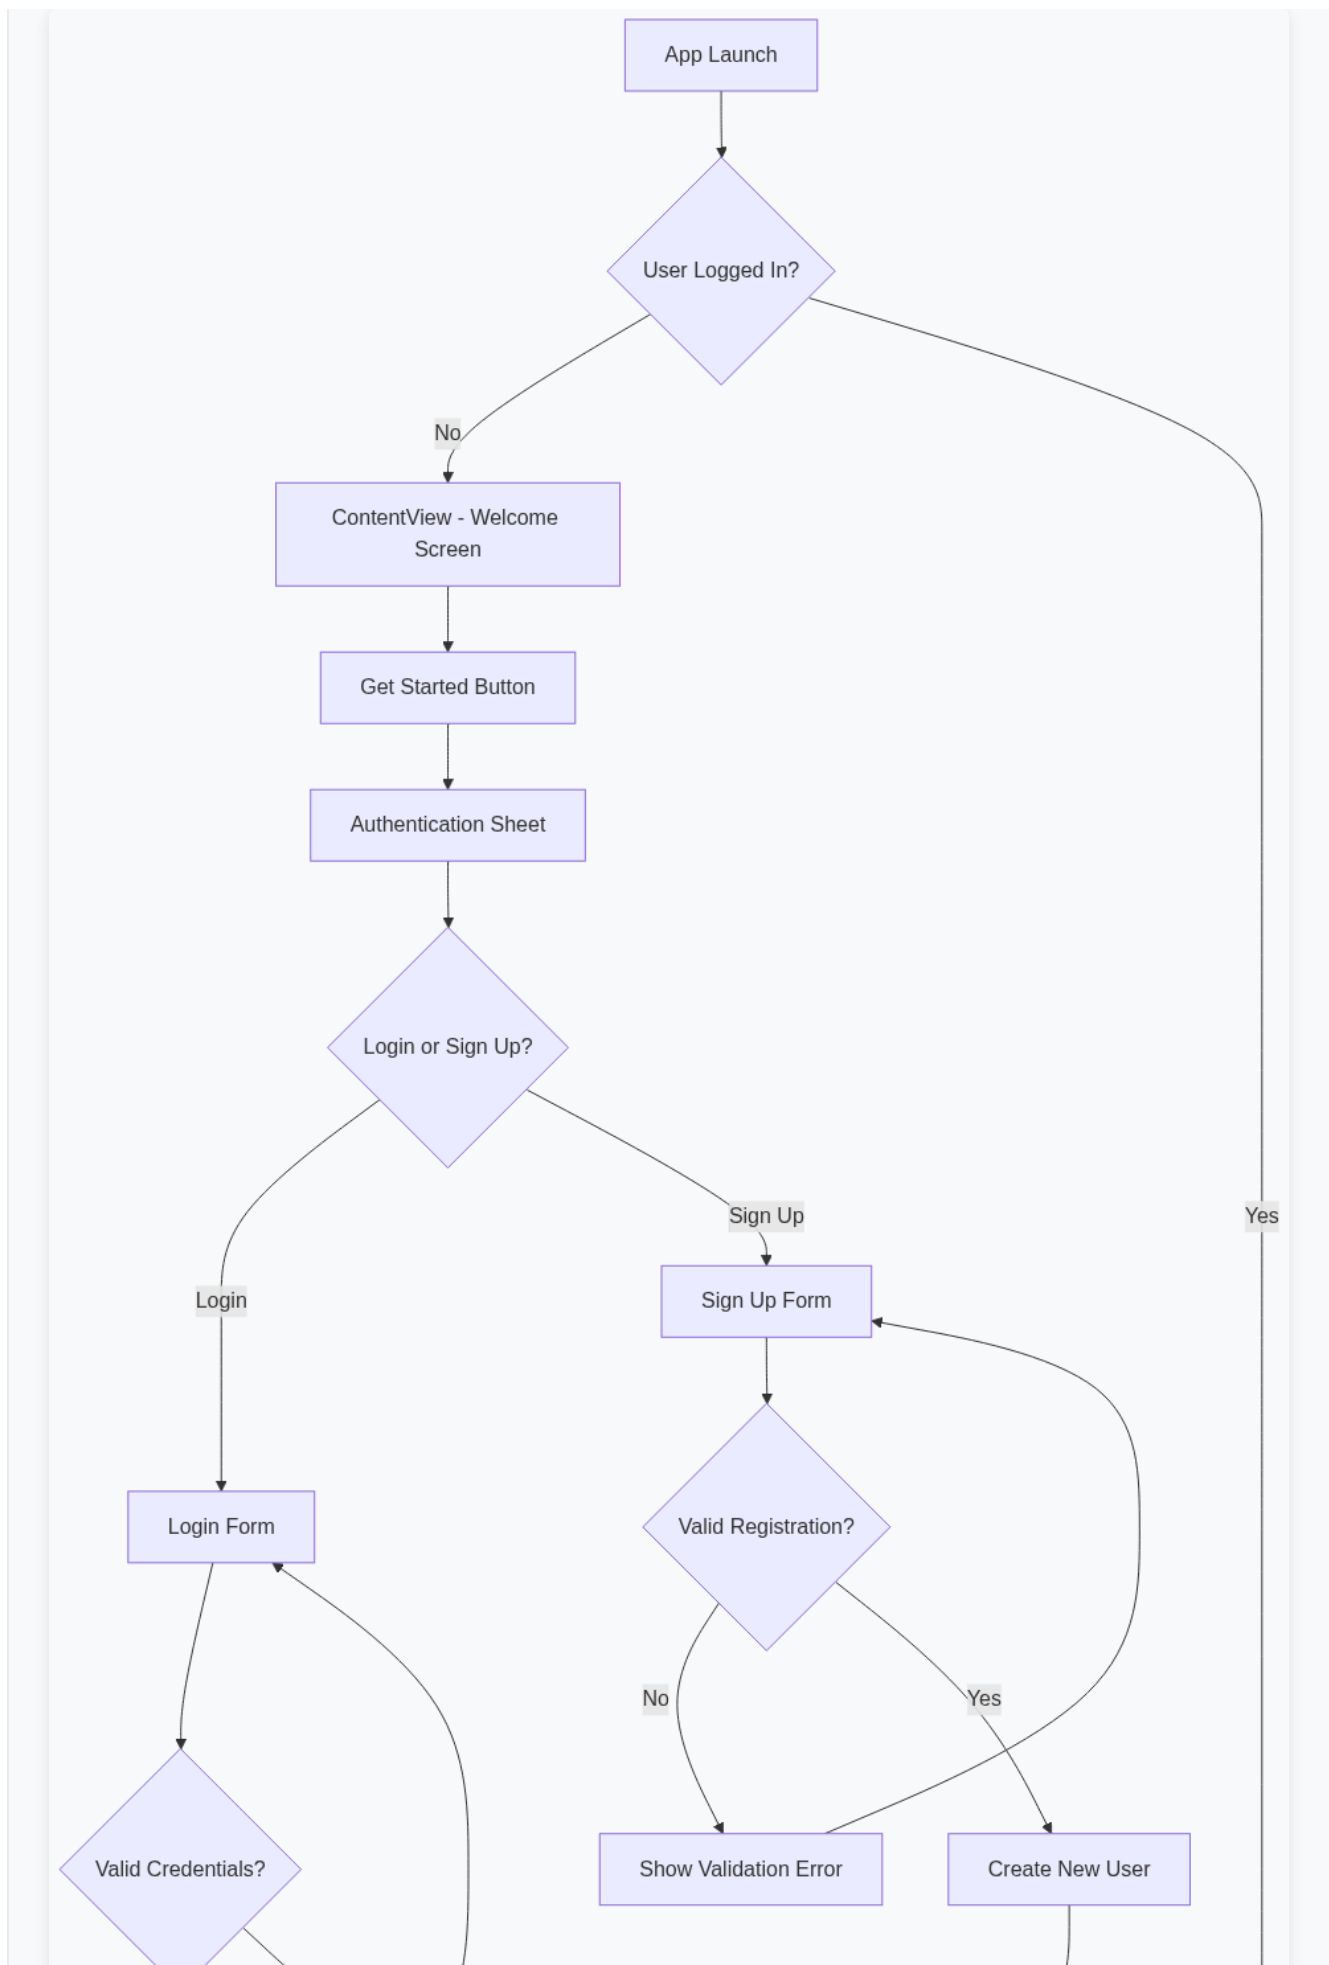 App Launch
User Logged In?
No
ContentView - Welcome
Screen
Get Started Button
Authentication Sheet
Login or Sign Up?
Sign Up
Yes
Login
Sign Up Form
Login Form
Valid Registration?
No
Yes
Valid Credentials?
Show Validation Error
Create New User